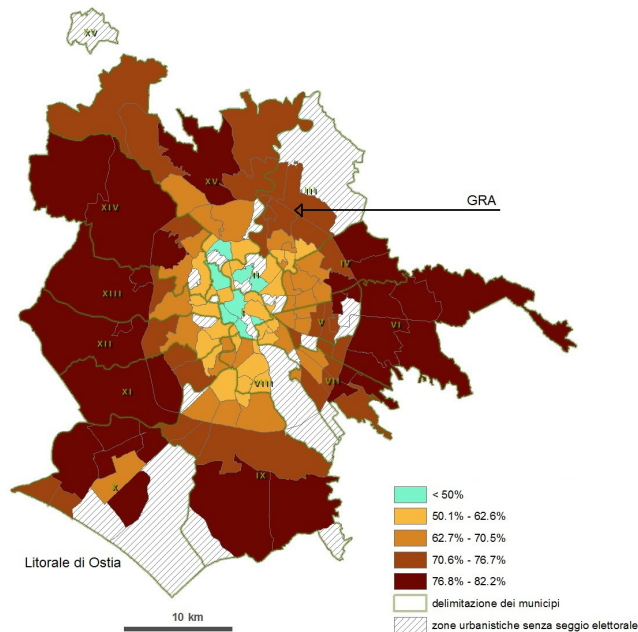 XV
III
GRA
XV
XIV
IV
II
XIII
I
V
VI
XII
VII
XI
VIII
IX
X
Litorale di Ostia
< 50%
50.1% - 62.6%
62.7% - 70.5%
70.6% - 76.7%
76.8% - 82.2%
delimitazione dei municipi
zone urbanistiche senza seggio elettorale
10 km